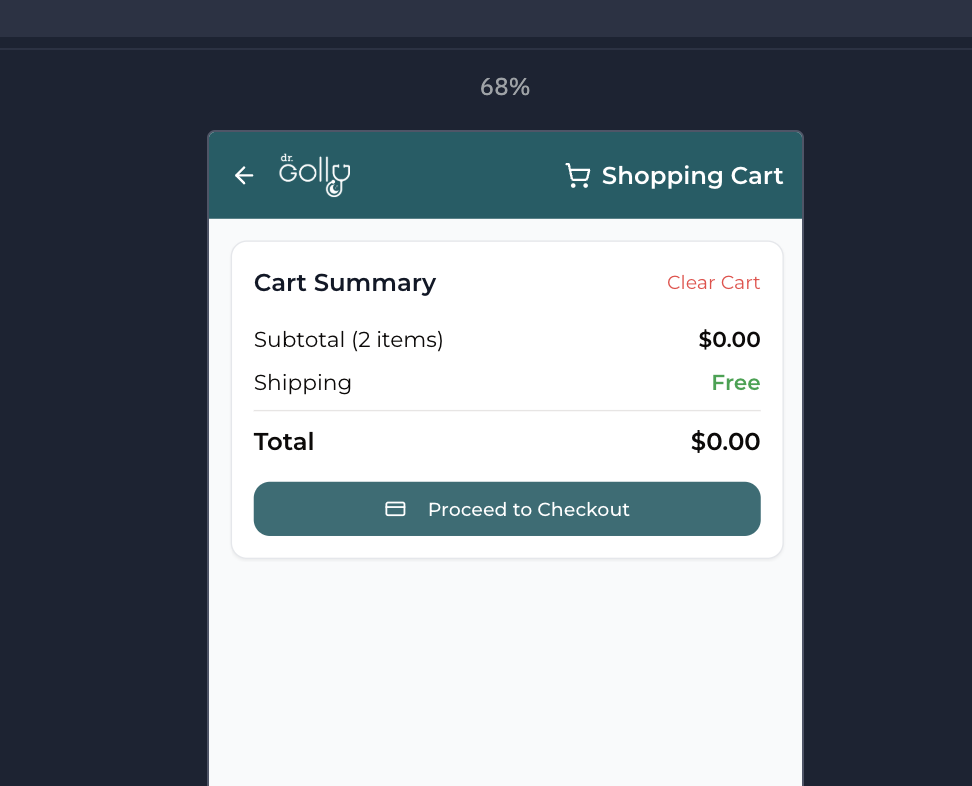 68%
dr.
Golly
Shopping Cart
Cart Summary
Clear Cart
Subtotal (2 items)
$0.00
Shipping
Free
Total
$0.00
Proceed to Checkout